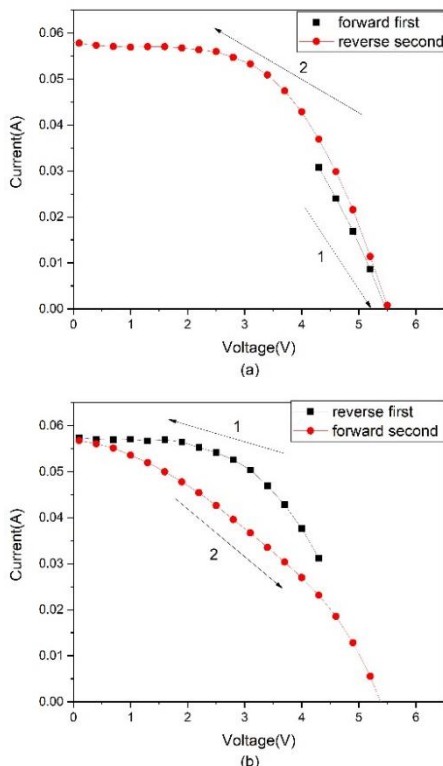 forward first
reverse second
0.06
0.05
0.04
0.03
0.02
0.01
0.00
Current(A)
2
1
0 1 2 3 4 5 6
Voltage(V)
(a)
reverse first
forward second
0.06
0.05
0.04
0.03
0.02
0.01
0.00
Current(A)
1
2
0 1 2 3 4 5 6
Voltage(V)
(b)